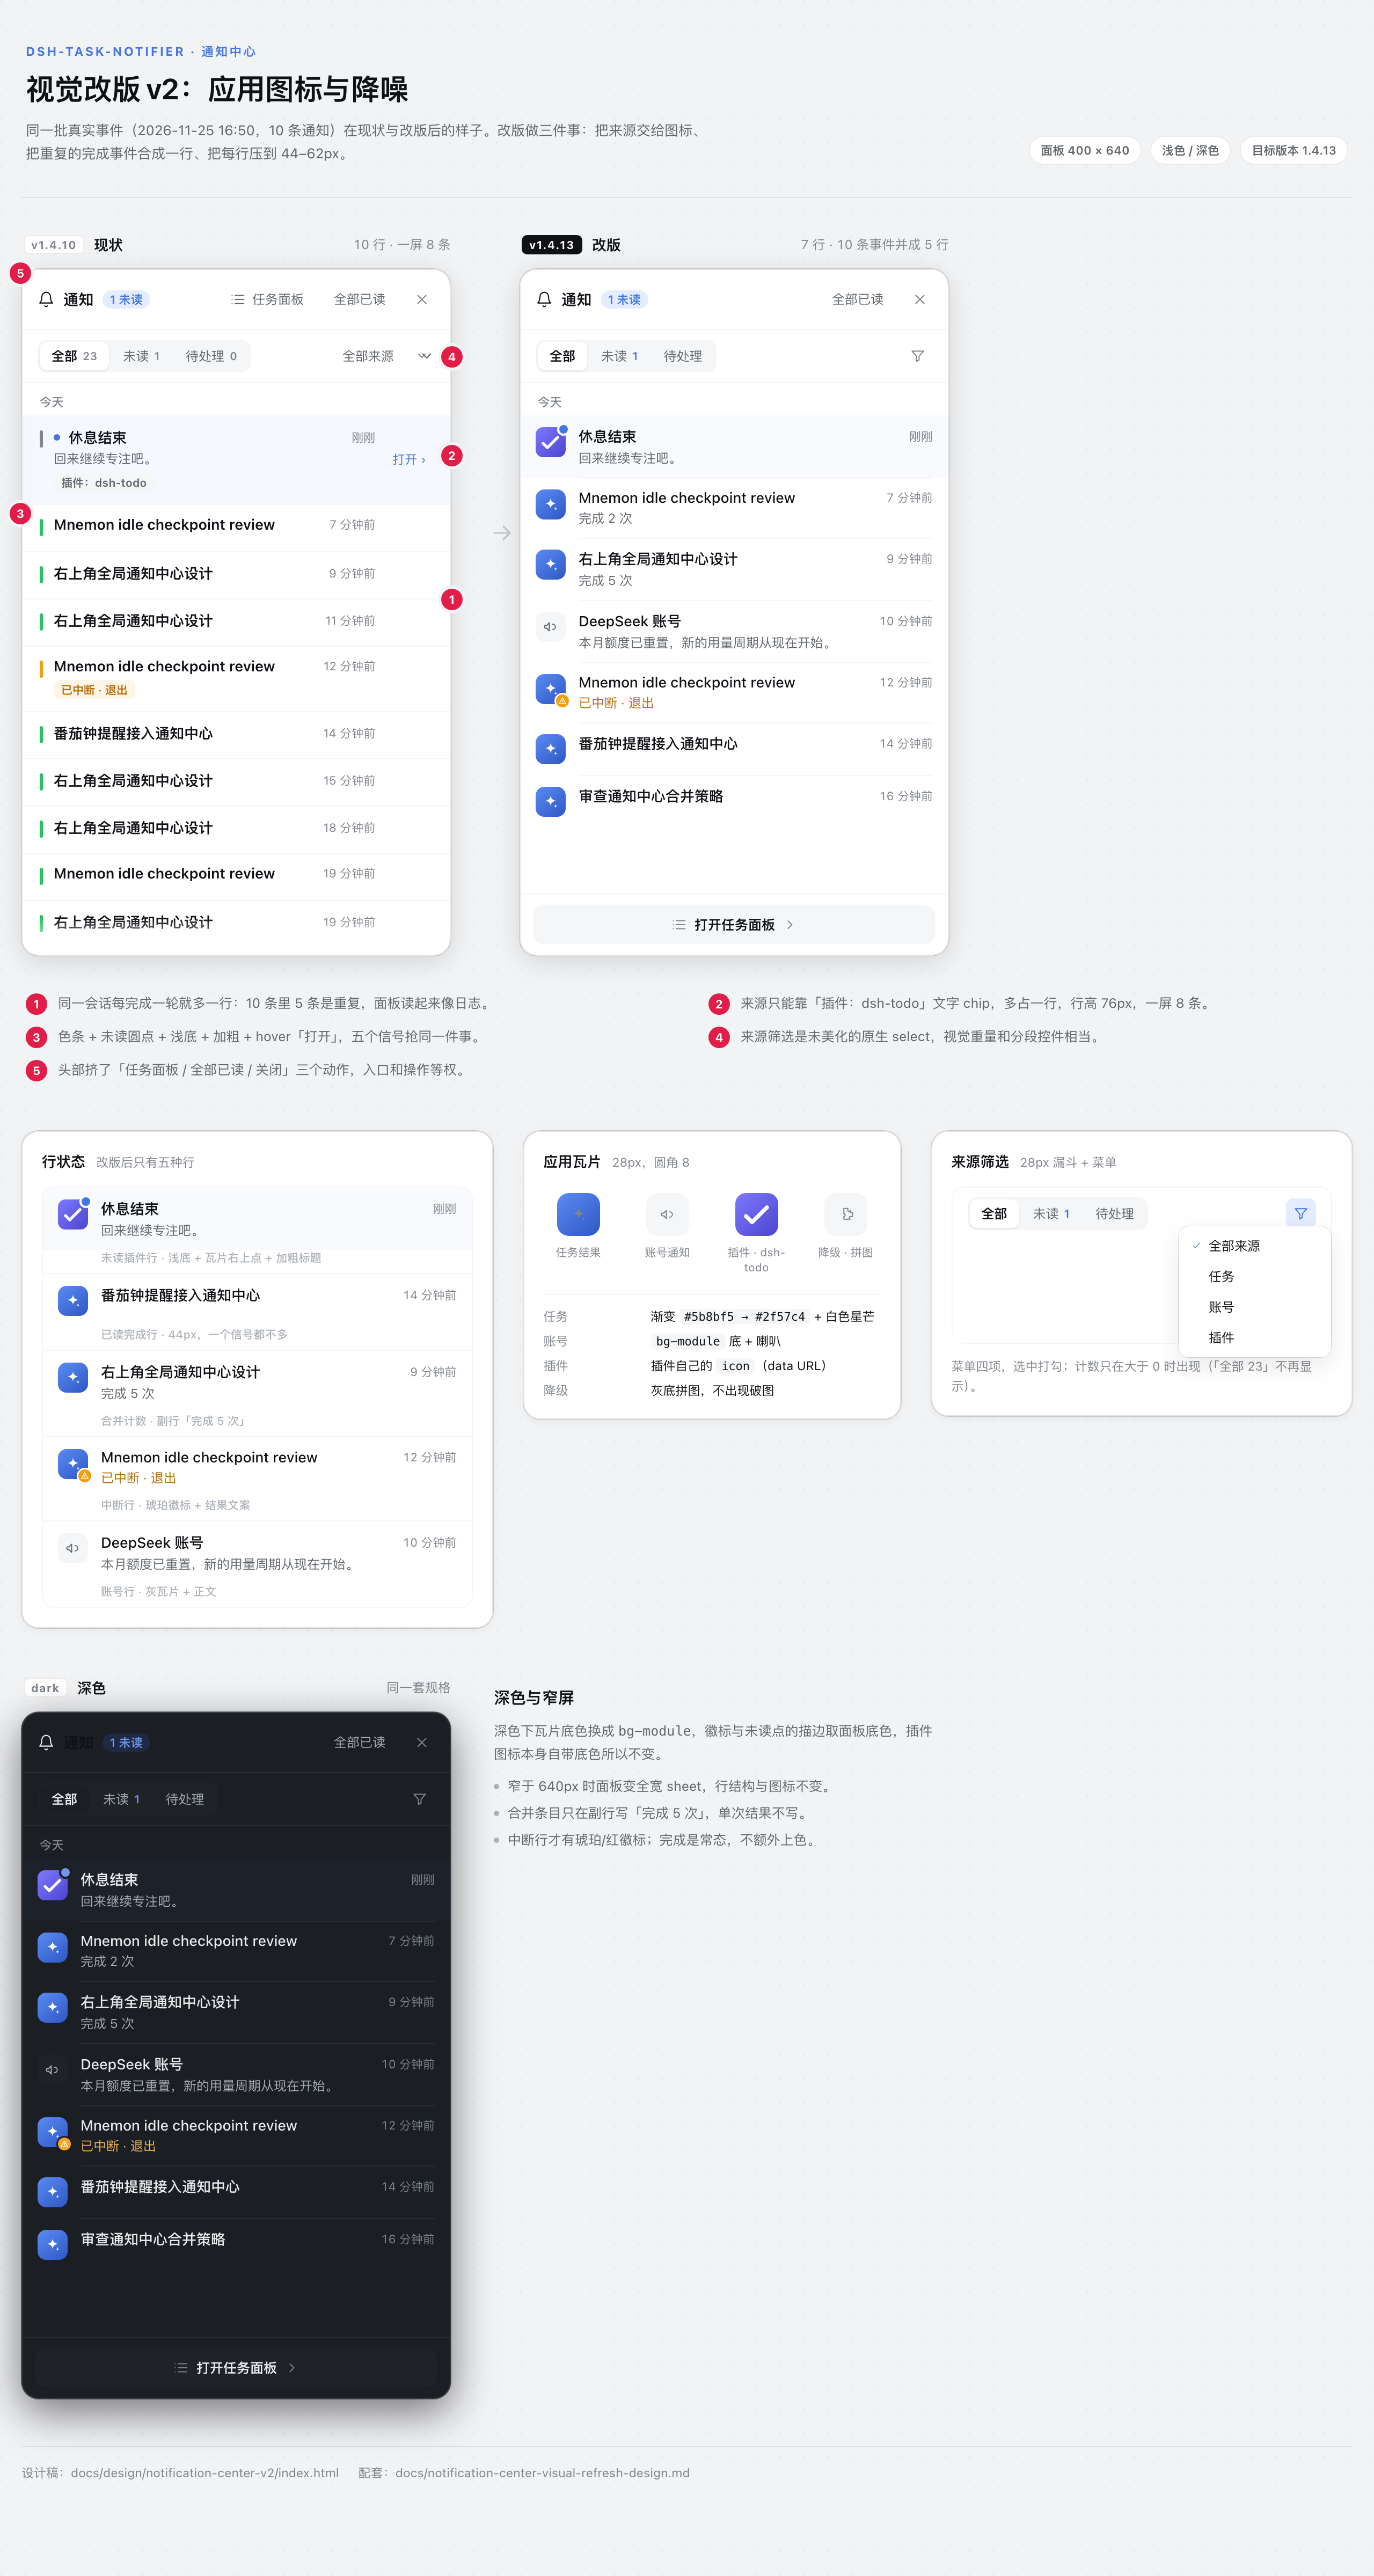 DSH-TASK-NOTIFIER · 通知中心
视觉改版 v2：应用图标与降噪
同一批真实事件（2026-11-25 16:50，10 条通知）在现状与改版后的样子。改版做三件事：把来源交给图标、
把重复的完成事件合成一行、把每行压到 44–62px。
面板 400 × 640
浅色 / 深色
目标版本 1.4.13
v1.4.10 现状 10 行 · 一屏 8 条
5
通知 1 未读 任务面板 全部已读
全部 23 未读 1 待处理 0 全部来源
4
今天
休息结束 刚刚
回来继续专注吧。 打开 ›
2
插件：dsh-todo
3
Mnemon idle checkpoint review 7 分钟前
右上角全局通知中心设计 9 分钟前
1
右上角全局通知中心设计 11 分钟前
Mnemon idle checkpoint review 12 分钟前
已中断 · 退出
番茄钟提醒接入通知中心 14 分钟前
右上角全局通知中心设计 15 分钟前
右上角全局通知中心设计 18 分钟前
Mnemon idle checkpoint review 19 分钟前
右上角全局通知中心设计 19 分钟前
v1.4.13 改版 7 行 · 10 条事件并成 5 行
通知 1 未读 全部已读
全部 未读 1 待处理
今天
休息结束 刚刚
回来继续专注吧。
Mnemon idle checkpoint review 7 分钟前
完成 2 次
右上角全局通知中心设计 9 分钟前
完成 5 次
DeepSeek 账号 10 分钟前
本月额度已重置，新的用量周期从现在开始。
Mnemon idle checkpoint review 12 分钟前
已中断 · 退出
番茄钟提醒接入通知中心 14 分钟前
审查通知中心合并策略 16 分钟前
打开任务面板
1 同一会话每完成一轮就多一行：10 条里 5 条是重复，面板读起来像日志。
2 来源只能靠「插件：dsh-todo」文字 chip，多占一行，行高 76px，一屏 8 条。
3 色条 + 未读圆点 + 浅底 + 加粗 + hover「打开」，五个信号抢同一件事。
4 来源筛选是未美化的原生 select，视觉重量和分段控件相当。
5 头部挤了「任务面板 / 全部已读 / 关闭」三个动作，入口和操作等权。
行状态 改版后只有五种行
休息结束 刚刚
回来继续专注吧。
未读插件行 · 浅底 + 瓦片右上点 + 加粗标题
番茄钟提醒接入通知中心 14 分钟前
已读完成行 · 44px，一个信号都不多
右上角全局通知中心设计 9 分钟前
完成 5 次
合并计数 · 副行「完成 5 次」
Mnemon idle checkpoint review 12 分钟前
已中断 · 退出
中断行 · 琥珀徽标 + 结果文案
DeepSeek 账号 10 分钟前
本月额度已重置，新的用量周期从现在开始。
账号行 · 灰瓦片 + 正文
应用瓦片 28px，圆角 8
任务结果
账号通知
插件 · dsh-
todo
降级 · 拼图
任务 渐变 #5b8bf5 → #2f57c4 + 白色星芒
账号 bg-module 底 + 喇叭
插件 插件自己的 icon （data URL）
降级 灰底拼图，不出现破图
来源筛选 28px 漏斗 + 菜单
全部 未读 1 待处理
全部来源
任务
账号
插件
菜单四项，选中打勾；计数只在大于 0 时出现（「全部 23」不再显
示）。
dark 深色 同一套规格
通知 1 未读 全部已读
全部 未读 1 待处理
今天
休息结束 刚刚
回来继续专注吧。
Mnemon idle checkpoint review 7 分钟前
完成 2 次
右上角全局通知中心设计 9 分钟前
完成 5 次
DeepSeek 账号 10 分钟前
本月额度已重置，新的用量周期从现在开始。
Mnemon idle checkpoint review 12 分钟前
已中断 · 退出
番茄钟提醒接入通知中心 14 分钟前
审查通知中心合并策略 16 分钟前
打开任务面板
深色与窄屏
深色下瓦片底色换成 bg-module，徽标与未读点的描边取面板底色，插件
图标本身自带底色所以不变。
窄于 640px 时面板变全宽 sheet，行结构与图标不变。
合并条目只在副行写「完成 5 次」，单次结果不写。
中断行才有琥珀/红徽标；完成是常态，不额外上色。
设计稿：docs/design/notification-center-v2/index.html 配套：docs/notification-center-visual-refresh-design.md